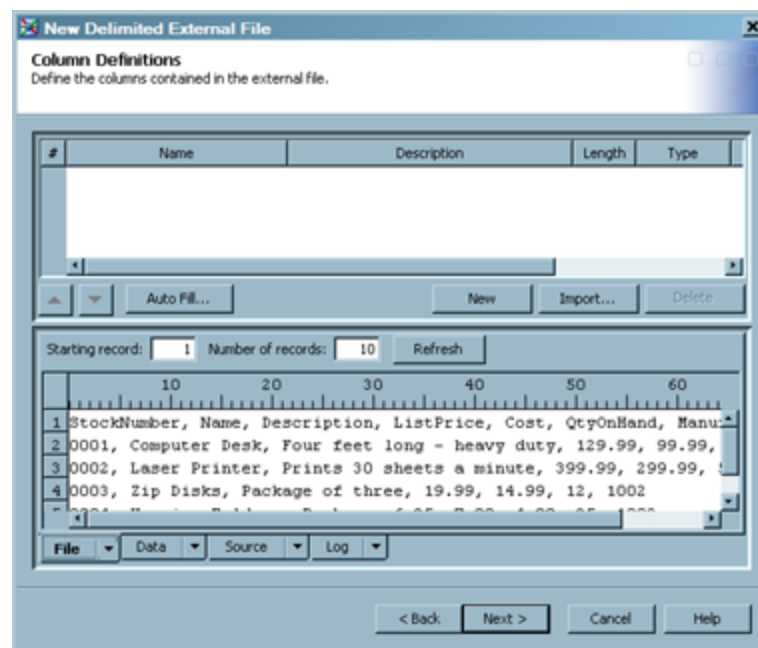 New Delimited External File
Column Definitions
Define the columns contained in the external file.
# Name Description Length Type
Auto Fill... New Import... Delete
Starting record: 1 Number of records: 10 Refresh
10 20 30 40 50 60
1 StockNumber, Name, Description, ListPrice, Cost, QtyOnHand, Manu
2 0001, Computer Desk, Four feet long - heavy duty, 129.99, 99.99,
3 0002, Laser Printer, Prints 30 sheets a minute, 399.99, 299.99,
4 0003, Zip Disks, Package of three, 19.99, 14.99, 12, 1002
File Data Source Log
< Back Next > Cancel Help